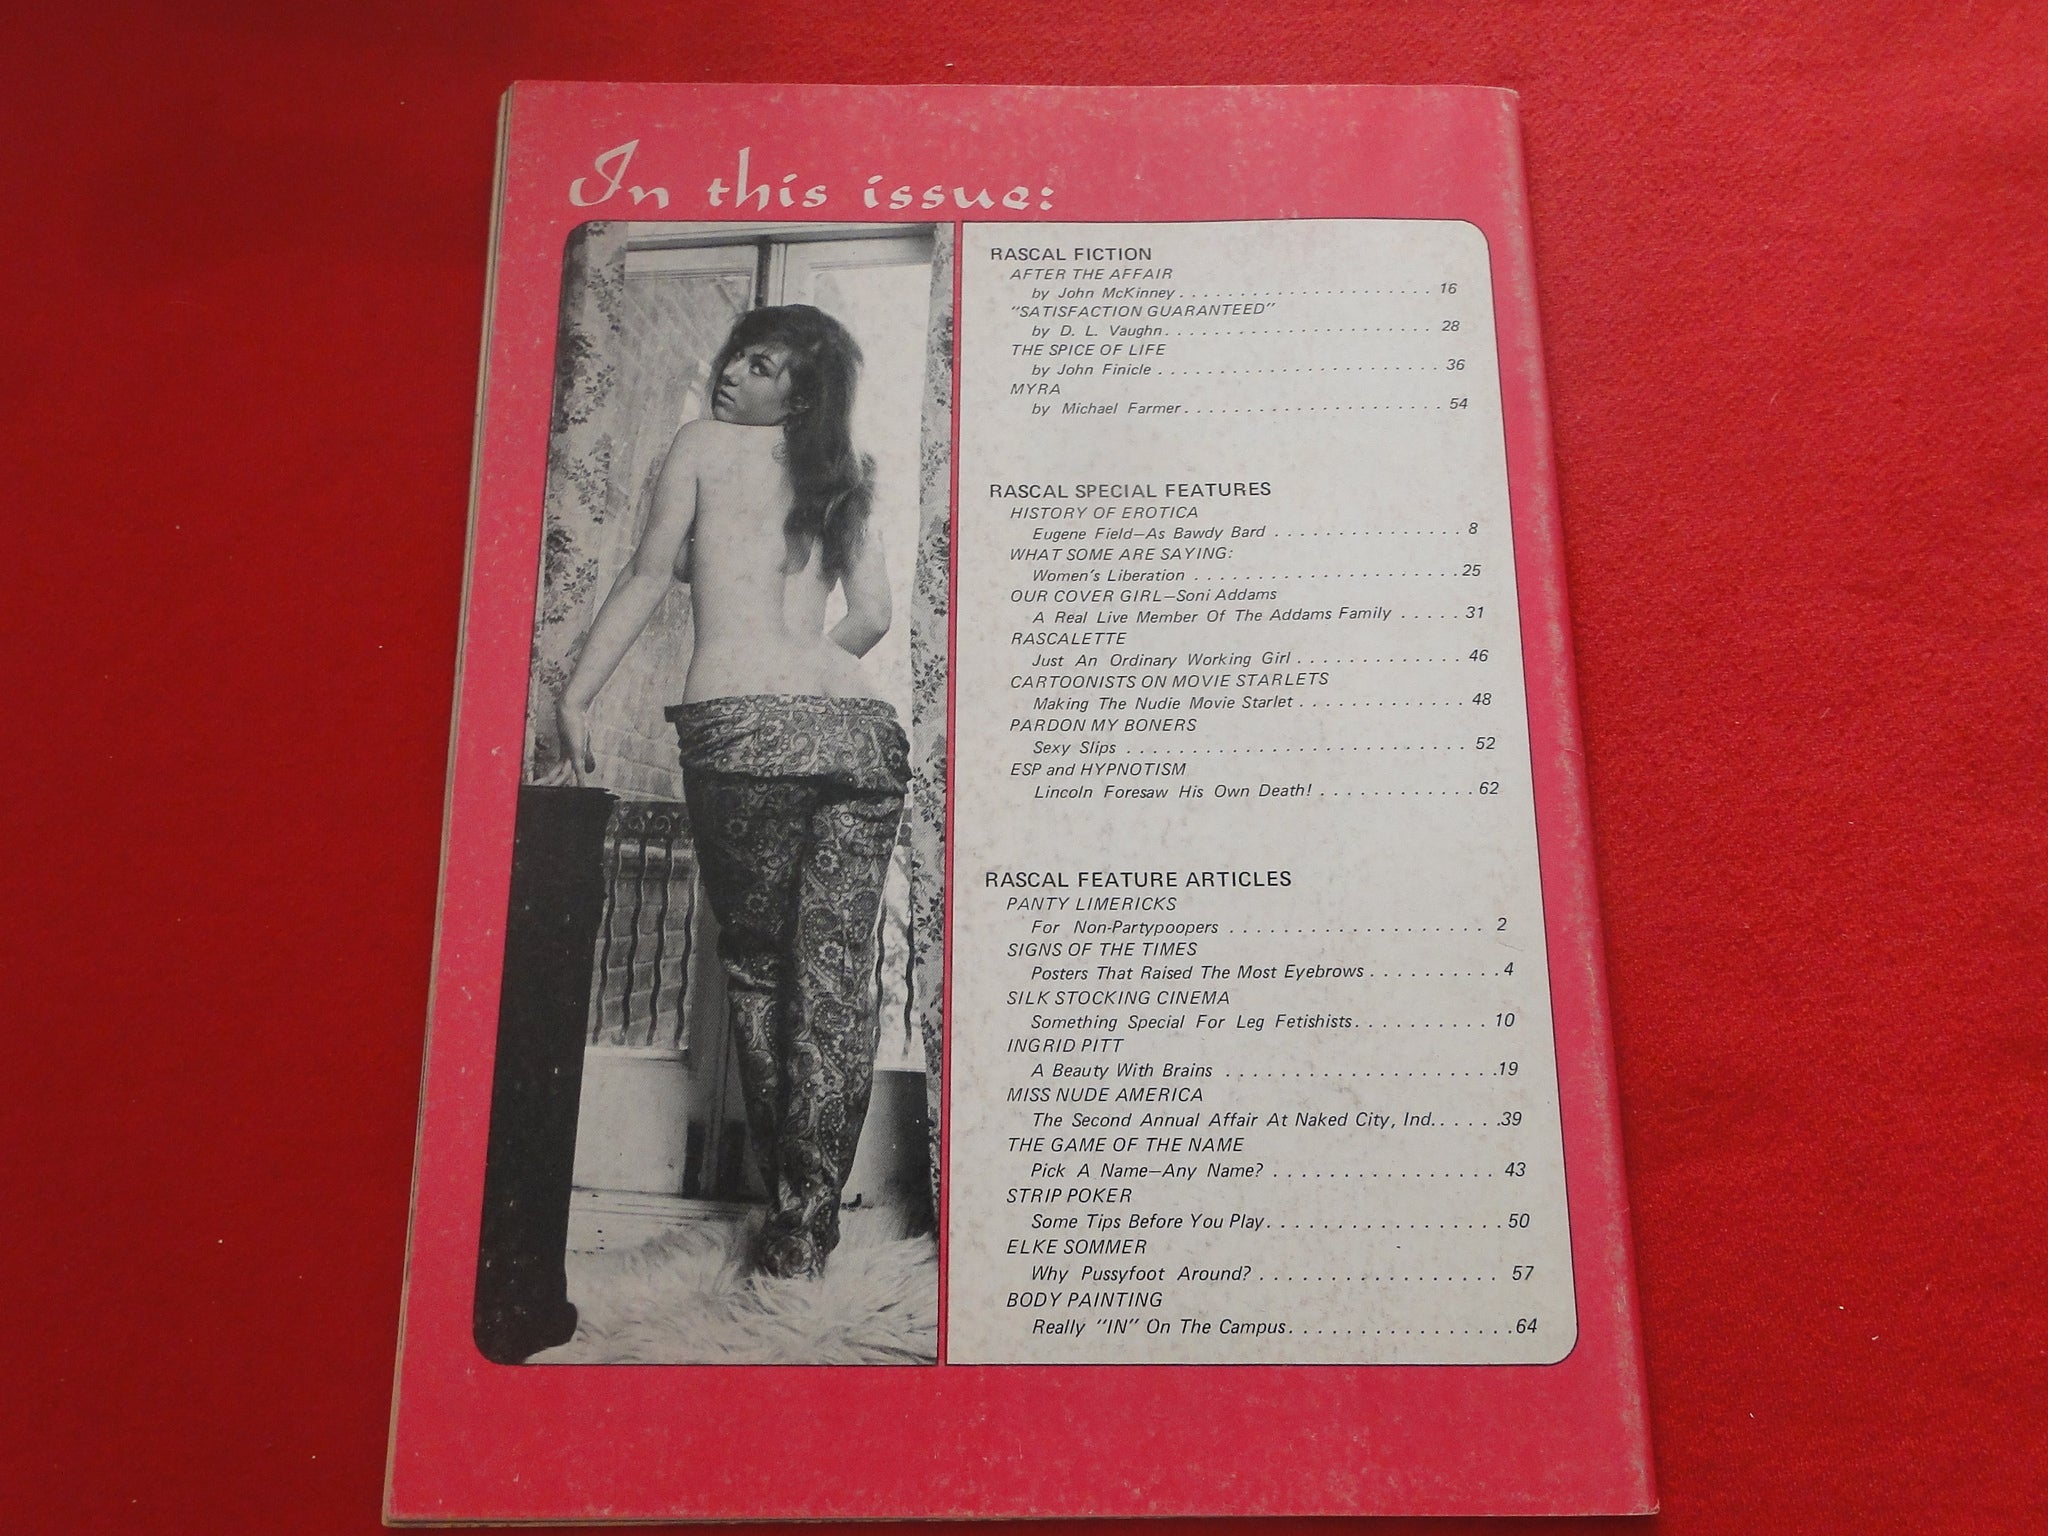 In this issue:
RASCAL FICTION
AFTER THE AFFAIR
by John McKinney. . . . . . . . . . . . . . . . . . . . . 16
"SATISFACTION GUARANTEED"
by D. L. Vaughn. . . . . . . . . . . . . . . . . . . . . . 28
THE SPICE OF LIFE
by John Finicle . . . . . . . . . . . . . . . . . . . . . . . 36
MYRA
by Michael Farmer. . . . . . . . . . . . . . . . . . . . . 54
RASCAL SPECIAL FEATURES
HISTORY OF EROTICA
Eugene Field—As Bawdy Bard . . . . . . . . . . . . . . . 8
WHAT SOME ARE SAYING:
Women's Liberation . . . . . . . . . . . . . . . . . . . . . 25
OUR COVER GIRL—Soni Addams
A Real Live Member Of The Addams Family . . . . . 31
RASCALETTE
Just An Ordinary Working Girl . . . . . . . . . . . . . 46
CARTOONISTS ON MOVIE STARLETS
Making The Nudie Movie Starlet . . . . . . . . . . . . . 48
PARDON MY BONERS
Sexy Slips . . . . . . . . . . . . . . . . . . . . . . . . . . . 52
ESP and HYPNOTISM
Lincoln Foresaw His Own Death! . . . . . . . . . . . . 62
RASCAL FEATURE ARTICLES
PANTY LIMERICKS
For Non-Partypoopers . . . . . . . . . . . . . . . . . . . 2
SIGNS OF THE TIMES
Posters That Raised The Most Eyebrows . . . . . . . . . . 4
SILK STOCKING CINEMA
Something Special For Leg Fetishists. . . . . . . . . . 10
INGRID PITT
A Beauty With Brains . . . . . . . . . . . . . . . . . . . . .19
MISS NUDE AMERICA
The Second Annual Affair At Naked City, Ind.. . . . .39
THE GAME OF THE NAME
Pick A Name—Any Name? . . . . . . . . . . . . . . . . . 43
STRIP POKER
Some Tips Before You Play. . . . . . . . . . . . . . . . . . 50
ELKE SOMMER
Why Pussyfoot Around? . . . . . . . . . . . . . . . . . . 57
BODY PAINTING
Really "IN" On The Campus. . . . . . . . . . . . . . . . .64